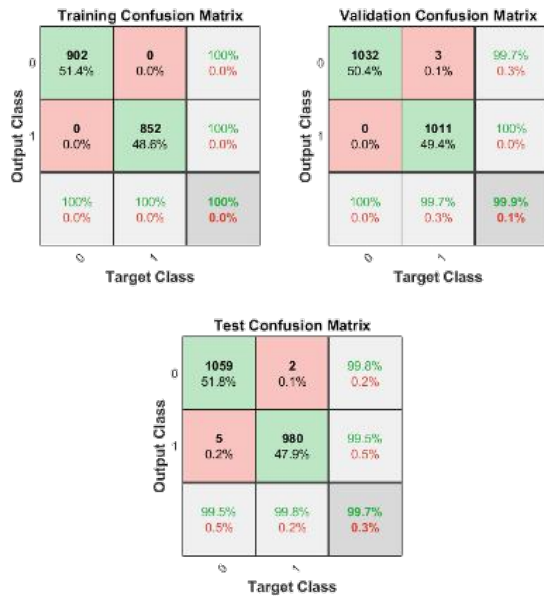 Training Confusion Matrix
0 902 0 100%
51.4% 0.0% 0.0%
1 0 852 100%
0.0% 48.6% 0.0%
100% 100% 100%
0.0% 0.0% 0.0%
0 1
Output Class
Target Class
Validation Confusion Matrix
0 1032 3 99.7%
50.4% 0.1% 0.3%
1 0 1011 100%
0.0% 49.4% 0.0%
100% 99.7% 99.9%
0.0% 0.3% 0.1%
0 1
Output Class
Target Class
Test Confusion Matrix
0 1059 2 99.8%
51.8% 0.1% 0.2%
1 5 980 99.5%
0.2% 47.9% 0.5%
99.5% 99.8% 99.7%
0.5% 0.2% 0.3%
0 1
Output Class
Target Class